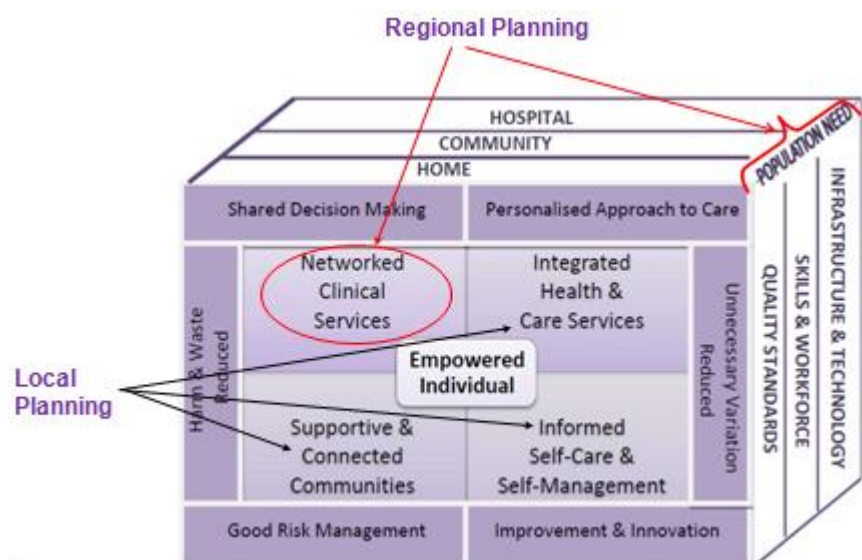 Regional Planning
HOSPITAL
COMMUNITY
HOME
POPULATION NEED
Shared Decision Making
Personalised Approach to Care
Networked
Clinical
Services
Integrated
Health &
Care Services
Harm & Waste
Reduced
Empowered
Individual
Unnecessary Variation
Reduced
QUALITY STANDARDS
SKILLS & WORKFORCE
INFRASTRUCTURE & TECHNOLOGY
Local
Planning
Supportive &
Connected
Communities
Informed
Self-Care &
Self-Management
Good Risk Management
Improvement & Innovation